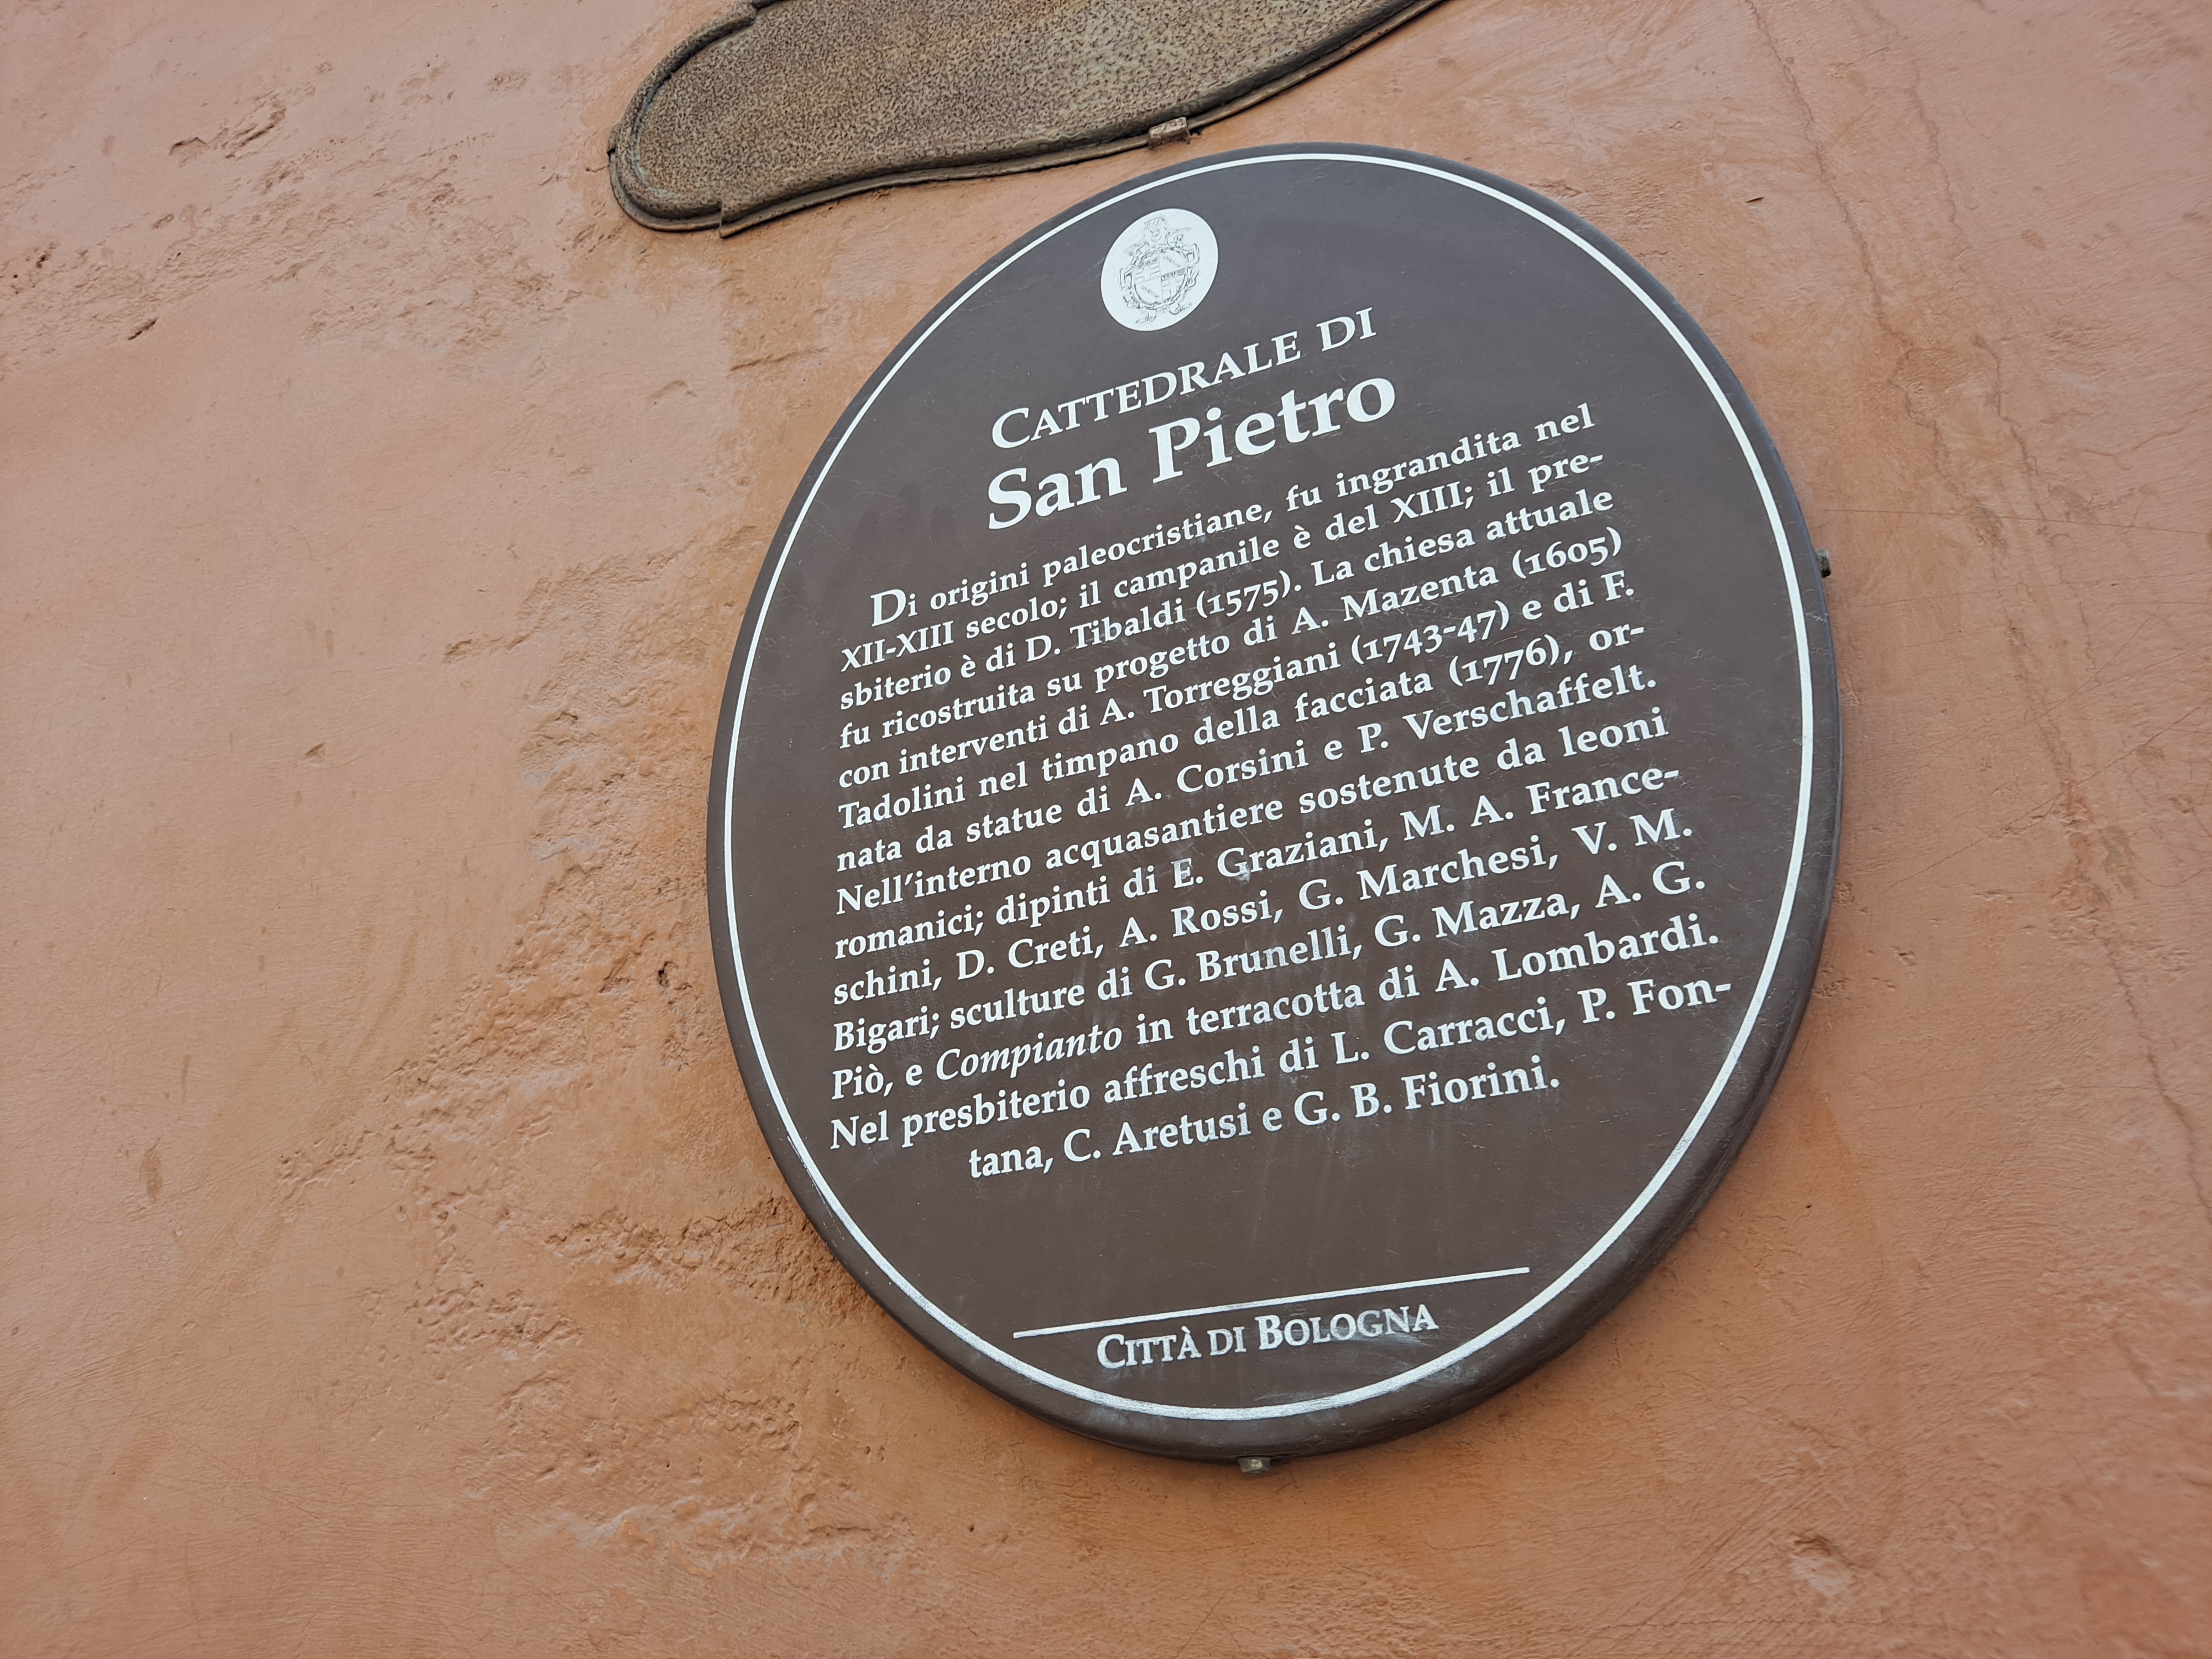 CATTEDRALE DI
San Pietro
Di origini paleocristiane, fu ingrandita nel
XII-XIII secolo; il campanile è del XIII; il pre-
sbiterio è di D. Tibaldi (1575). La chiesa attuale
fu ricostruita su progetto di A. Mazenta (1605)
con interventi di A. Torreggiani (1743-47) e di F.
Tadolini nel timpano della facciata (1776), or-
nata da statue di A. Corsini e P. Verschaffelt.
Nell'interno acquasantiere sostenute da leoni
romanici; dipinti di E. Graziani, M. A. France-
schini, D. Creti, A. Rossi, G. Marchesi, V. M.
Bigari; sculture di G. Brunelli, G. Mazza, A. G.
Piò, e Compianto in terracotta di A. Lombardi.
Nel presbiterio affreschi di L. Carracci, P. Fon-
tana, C. Aretusi e G. B. Fiorini.
CITTÀ DI BOLOGNA